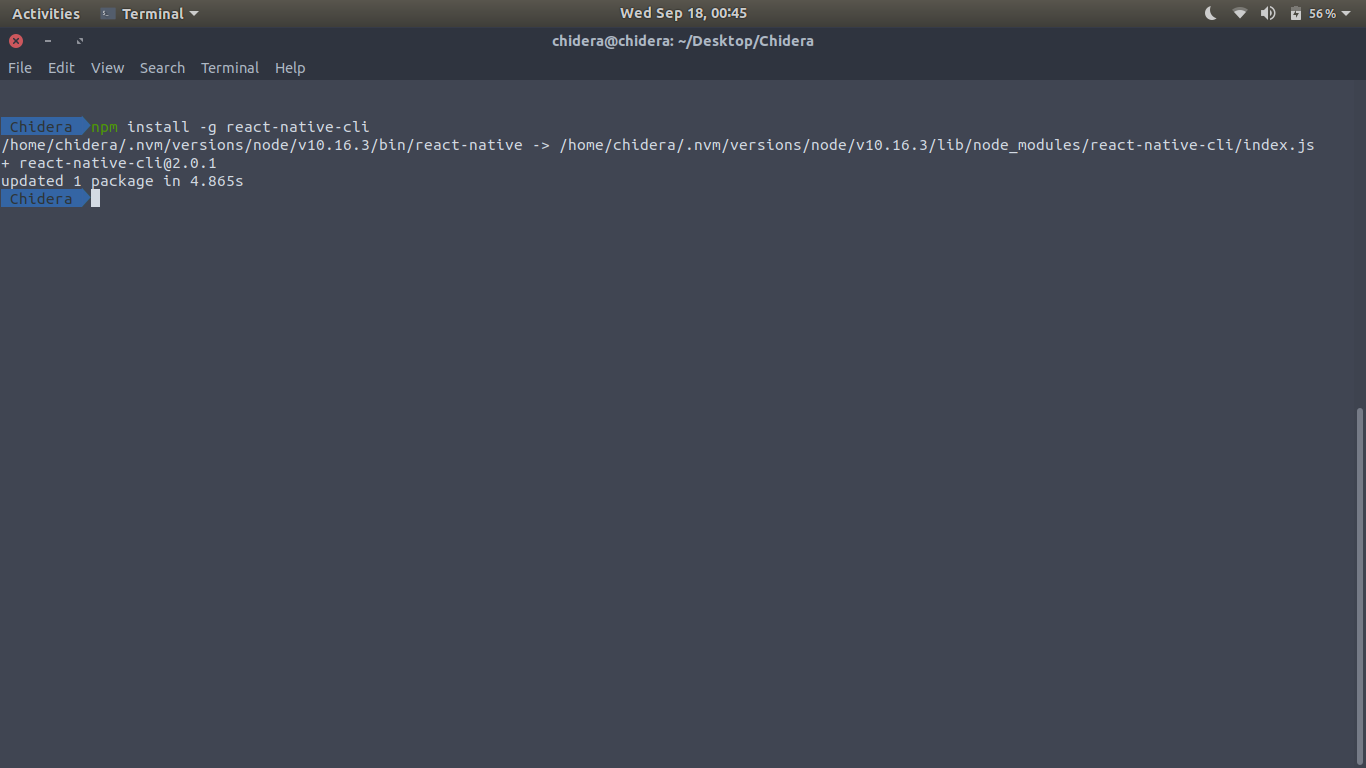 Activities Terminal Wed Sep 18, 00:45 56%
chidera@chidera: ~/Desktop/Chidera
File Edit View Search Terminal Help
Chidera npm install -g react-native-cli
/home/chidera/.nvm/versions/node/v10.16.3/bin/react-native -> /home/chidera/.nvm/versions/node/v10.16.3/lib/node_modules/react-native-cli/index.js
+ react-native-cli@2.0.1
updated 1 package in 4.865s
Chidera